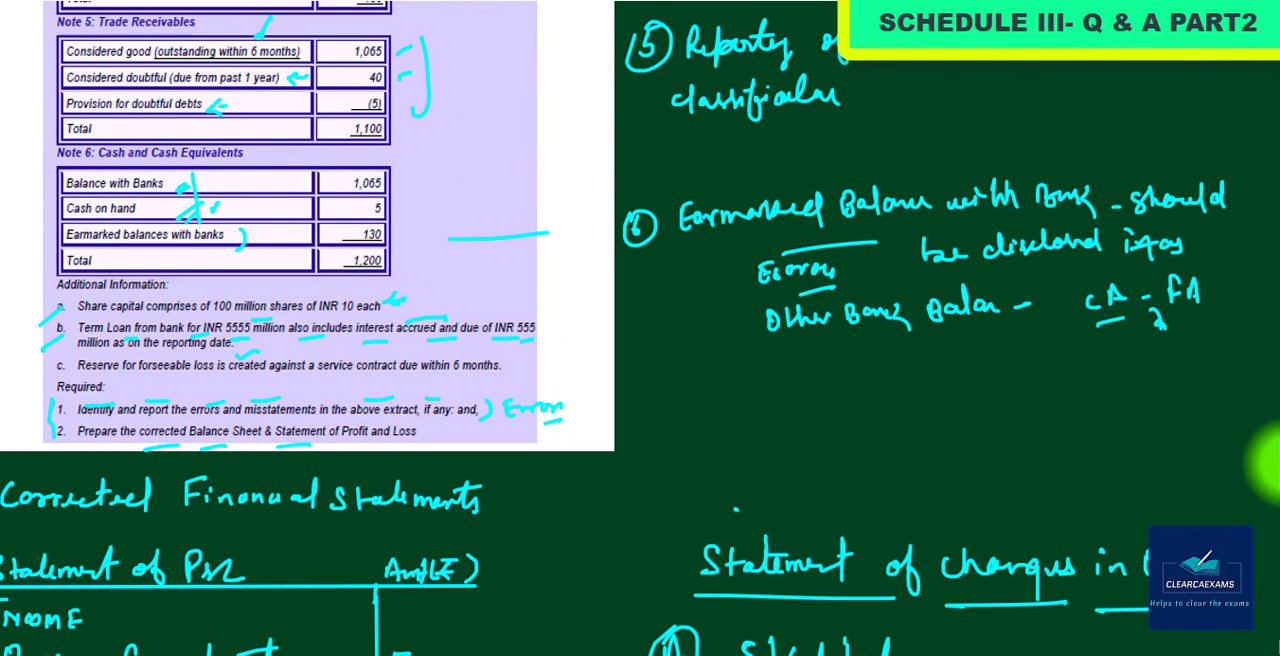 SCHEDULE III- Q & A PART2
Note 5: Trade Receivables
Considered good (outstanding within 6 months) 1,065
Considered doubtful (due from past 1 year) 40
Provision for doubtful debts (5)
Total 1,100
Note 6: Cash and Cash Equivalents
Balance with Banks 1,065
Cash on hand 5
Earmarked balances with banks 130
Total 1,200
Additional Information:
a. Share capital comprises of 100 million shares of INR 10 each
b. Term Loan from bank for INR 5555 million also includes interest accrued and due of INR 555
million as on the reporting date.
c. Reserve for forseeable loss is created against a service contract due within 6 months.
Required:
1. Identify and report the errors and misstatements in the above extract, if any: and, Error
2. Prepare the corrected Balance Sheet & Statement of Profit and Loss
5 Reporty
classificular
6 Earmarked Balance with Bank - should
be disclosed
Other Bank Balan - CA - FA
Corrected Financial Statements
Statement of P&L Amt(₹)
INCOME
Statement of changes in
CLEARCAEXAMS
Helps to clear the exams